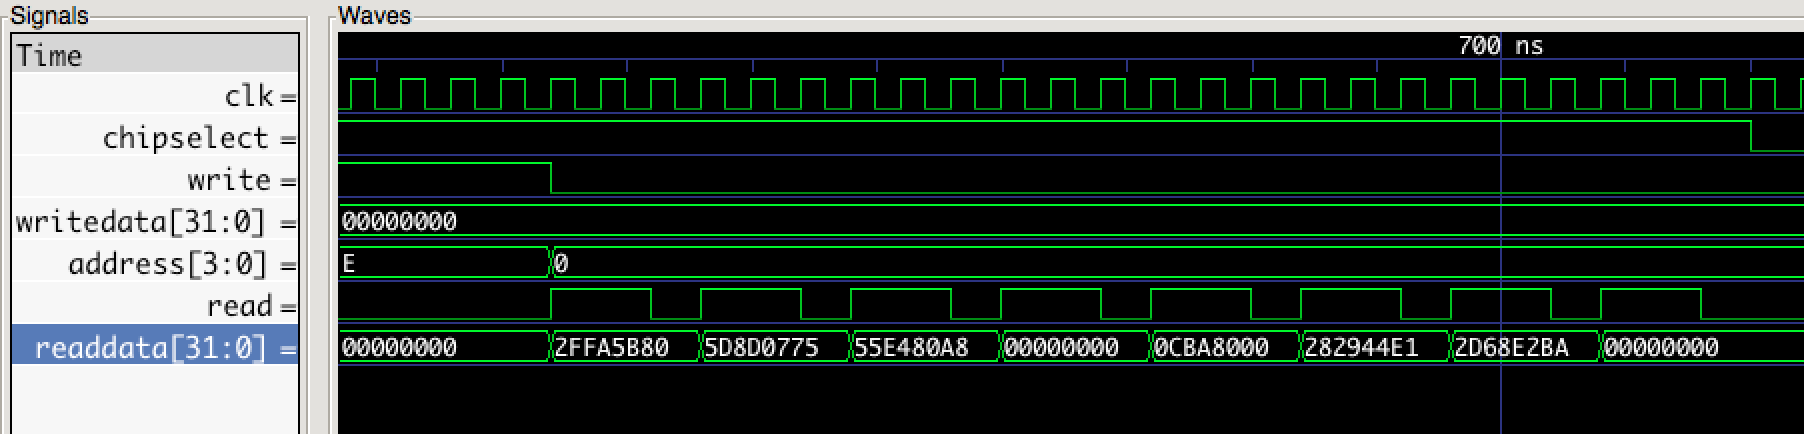 Signals Waves
Time 700 ns
clk =
chipselect =
write =
writedata[31:0] = 00000000
address[3:0] = E 0
read =
readdata[31:0] = 00000000 2FFA5B80 5D8D0775 55E480A8 00000000 0CBA8000 282944E1 2D68E2BA 00000000